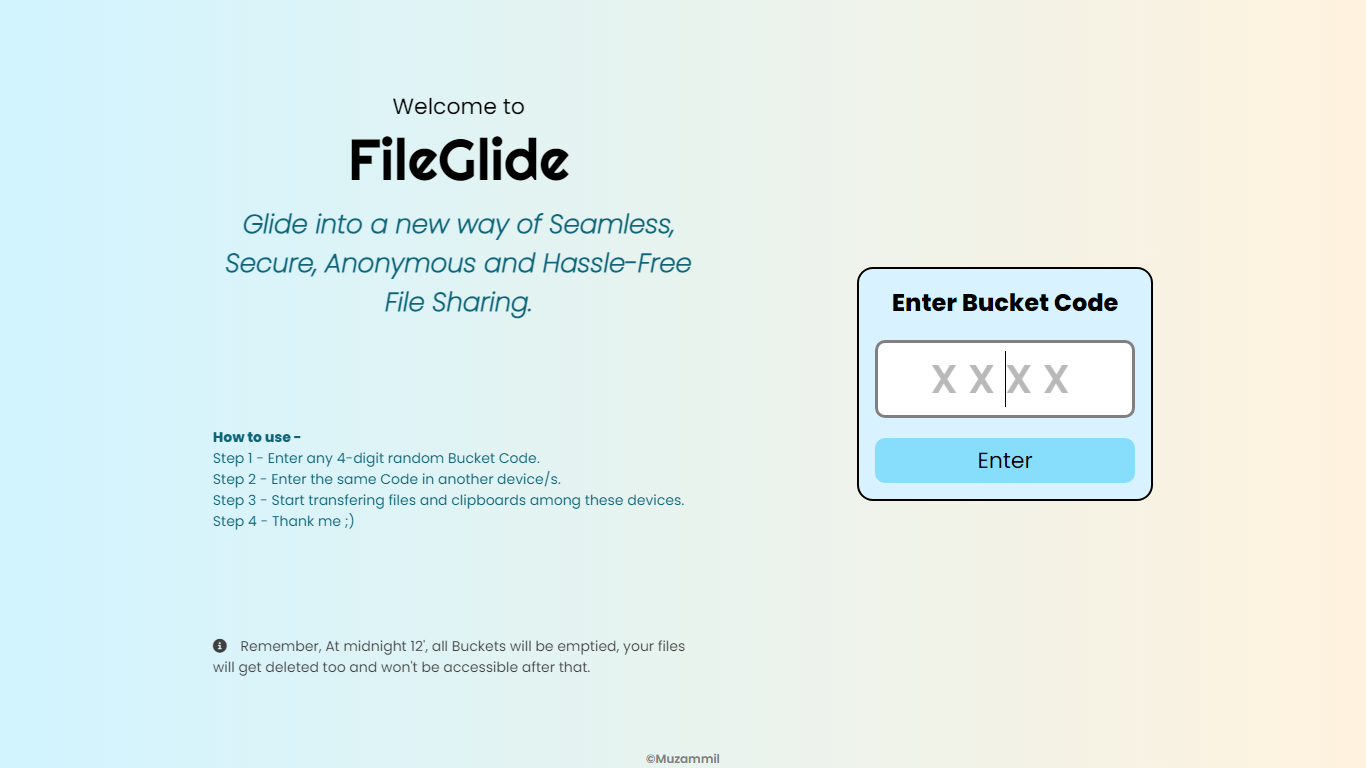 Welcome to
FileGlide
Glide into a new way of Seamless,
Secure, Anonymous and Hassle-Free
File Sharing.
How to use -
Step 1 - Enter any 4-digit random Bucket Code.
Step 2 - Enter the same Code in another device/s.
Step 3 - Start transfering files and clipboards among these devices.
Step 4 - Thank me ;)
Remember, At midnight 12', all Buckets will be emptied, your files
will get deleted too and won't be accessible after that.
Enter Bucket Code
X X X X
Enter
©Muzammil